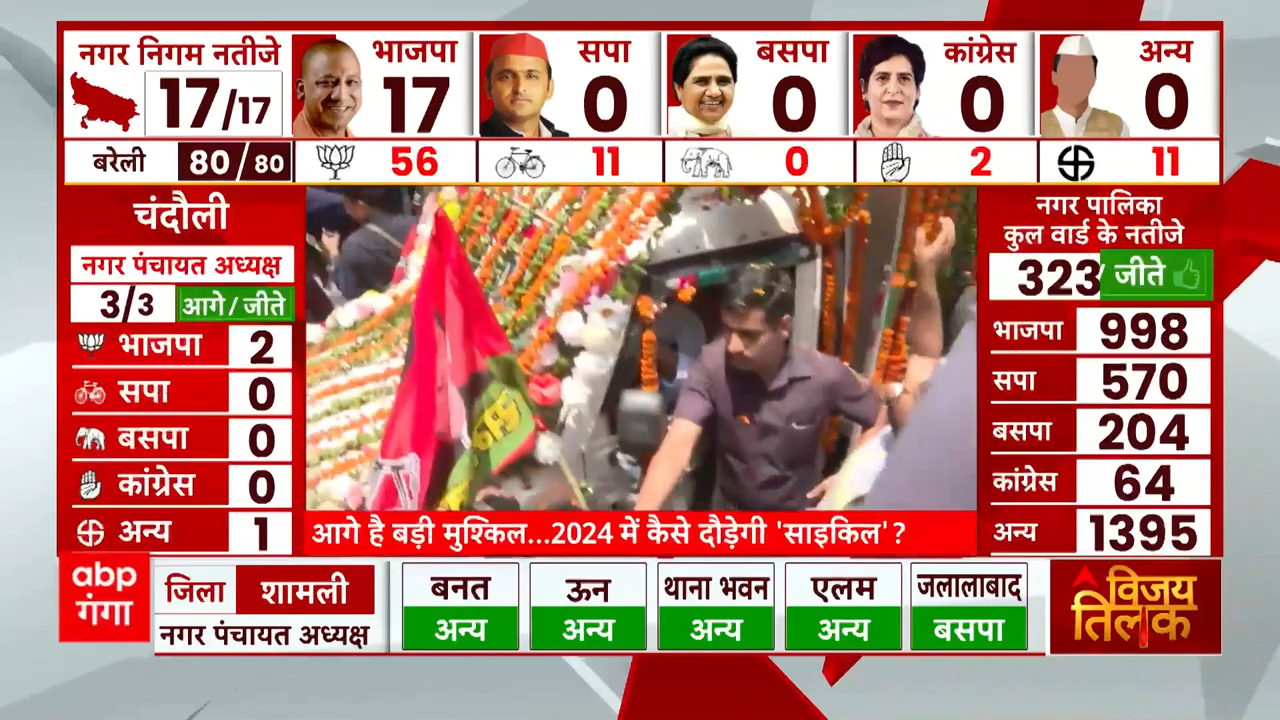 नगर निगम नतीजे
17/17
भाजपा
17
सपा
0
बसपा
0
कांग्रेस
0
अन्य
0
बरेली
80/80
56
11
0
2
11
चंदौली
नगर पंचायत अध्यक्ष
3/3 आगे/जीते
भाजपा 2
सपा 0
बसपा 0
कांग्रेस 0
अन्य 1
नगर पालिका
कुल वार्ड के नतीजे
323/ जीते
भाजपा 998
सपा 570
बसपा 204
कांग्रेस 64
अन्य 1395
आगे है बड़ी मुश्किल...2024 में कैसे दौड़ेगी 'साइकिल' ?
abp
गंगा
जिला शामली
नगर पंचायत अध्यक्ष
बनत
अन्य
ऊन
अन्य
थाना भवन
अन्य
एलम
अन्य
जलालाबाद
बसपा
विजय
तिलक